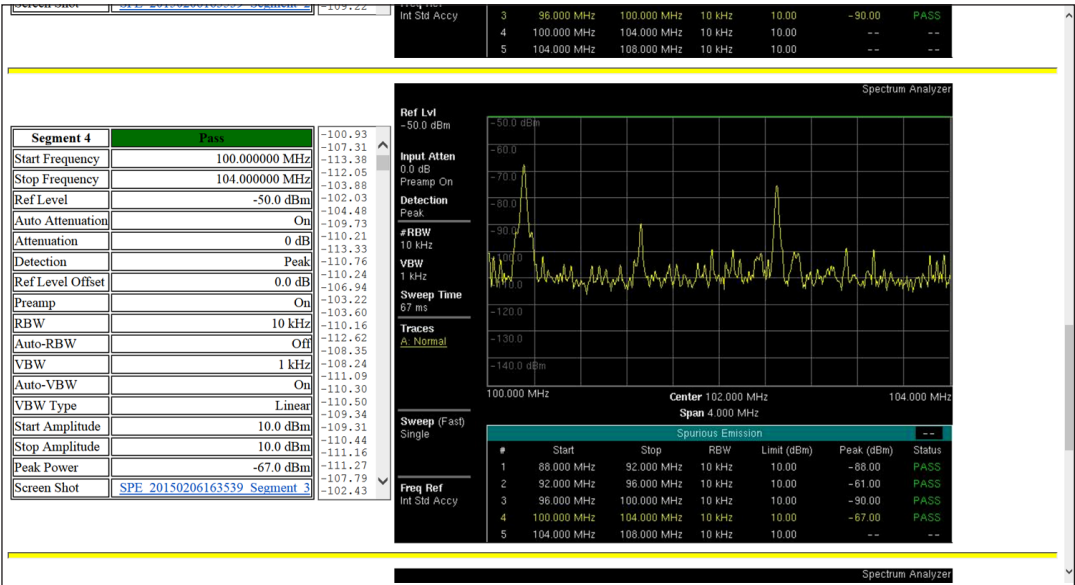 Int Std Accy
3 96.000 MHz 100.000 MHz 10 kHz 10.00 -90.00 PASS
4 100.000 MHz 104.000 MHz 10 kHz 10.00 -- --
5 104.000 MHz 108.000 MHz 10 kHz 10.00 -- --
Segment 4 Pass
Start Frequency 100.000000 MHz
Stop Frequency 104.000000 MHz
Ref Level -50.0 dBm
Auto Attenuation On
Attenuation 0 dB
Detection Peak
Ref Level Offset 0.0 dB
Preamp On
RBW 10 kHz
Auto-RBW Off
VBW 1 kHz
Auto-VBW On
VBW Type Linear
Start Amplitude 10.0 dBm
Stop Amplitude 10.0 dBm
Peak Power -67.0 dBm
Screen Shot SPE_20150206163539_Segment_3
-100.93
-107.31
-113.38
-112.05
-103.88
-102.03
-104.48
-109.73
-110.21
-113.33
-110.76
-110.24
-106.94
-103.22
-103.60
-110.16
-112.62
-108.35
-108.24
-111.09
-110.30
-110.50
-109.34
-109.31
-110.44
-111.16
-111.27
-107.79
-102.43
Spectrum Analyzer
Ref Lvl
-50.0 dBm
Input Atten
0.0 dB
Preamp On
Detection
Peak
#RBW
10 kHz
VBW
1 kHz
Sweep Time
67 ms
Traces
A: Normal
Sweep (Fast)
Single
Freq Ref
Int Std Accy
-50.0 dBm
-60.0
-70.0
-80.0
-90.0
-120.0
-130.0
-140.0 dBm
100.000 MHz Center 102.000 MHz 104.000 MHz
Span 4.000 MHz
Spurious Emission --
# Start Stop RBW Limit (dBm) Peak (dBm) Status
1 88.000 MHz 92.000 MHz 10 kHz 10.00 -88.00 PASS
2 92.000 MHz 96.000 MHz 10 kHz 10.00 -61.00 PASS
3 96.000 MHz 100.000 MHz 10 kHz 10.00 -90.00 PASS
4 100.000 MHz 104.000 MHz 10 kHz 10.00 -67.00 PASS
5 104.000 MHz 108.000 MHz 10 kHz 10.00 -- --
Spectrum Analyzer